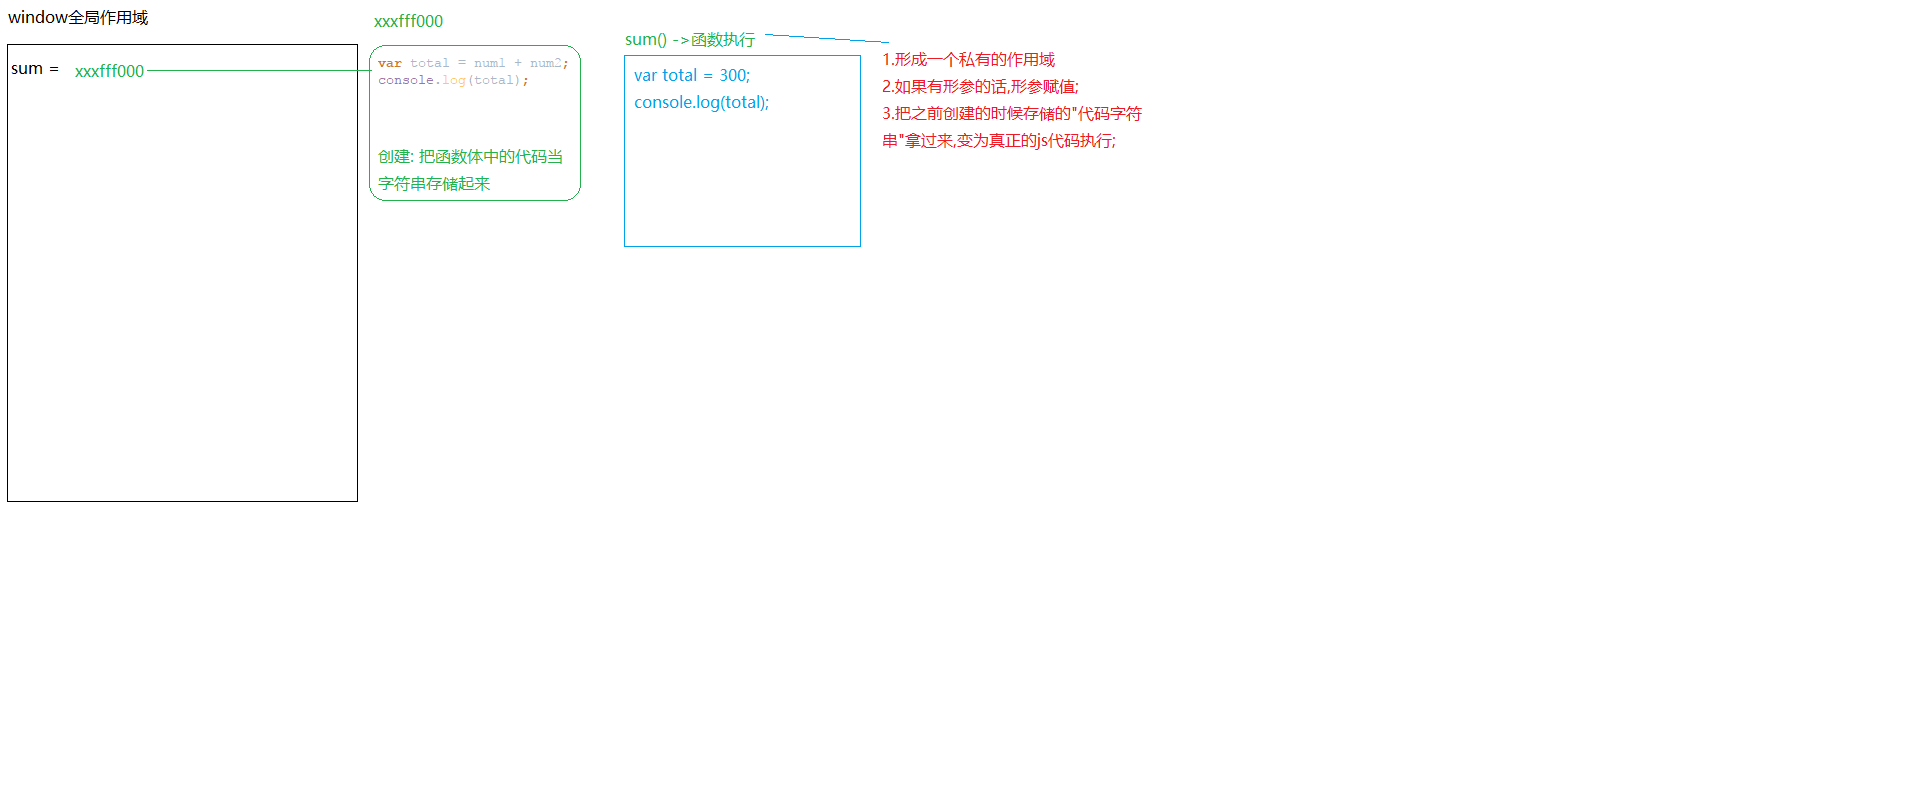 window全局作用域
sum =
xxxfff000
xxxfff000
var total = num1 + num2;
console.log(total);
创建: 把函数体中的代码当
字符串存储起来
sum() ->函数执行
var total = 300;
console.log(total);
1.形成一个私有的作用域
2.如果有形参的话,形参赋值;
3.把之前创建的时候存储的"代码字符
串"拿过来,变为真正的js代码执行;